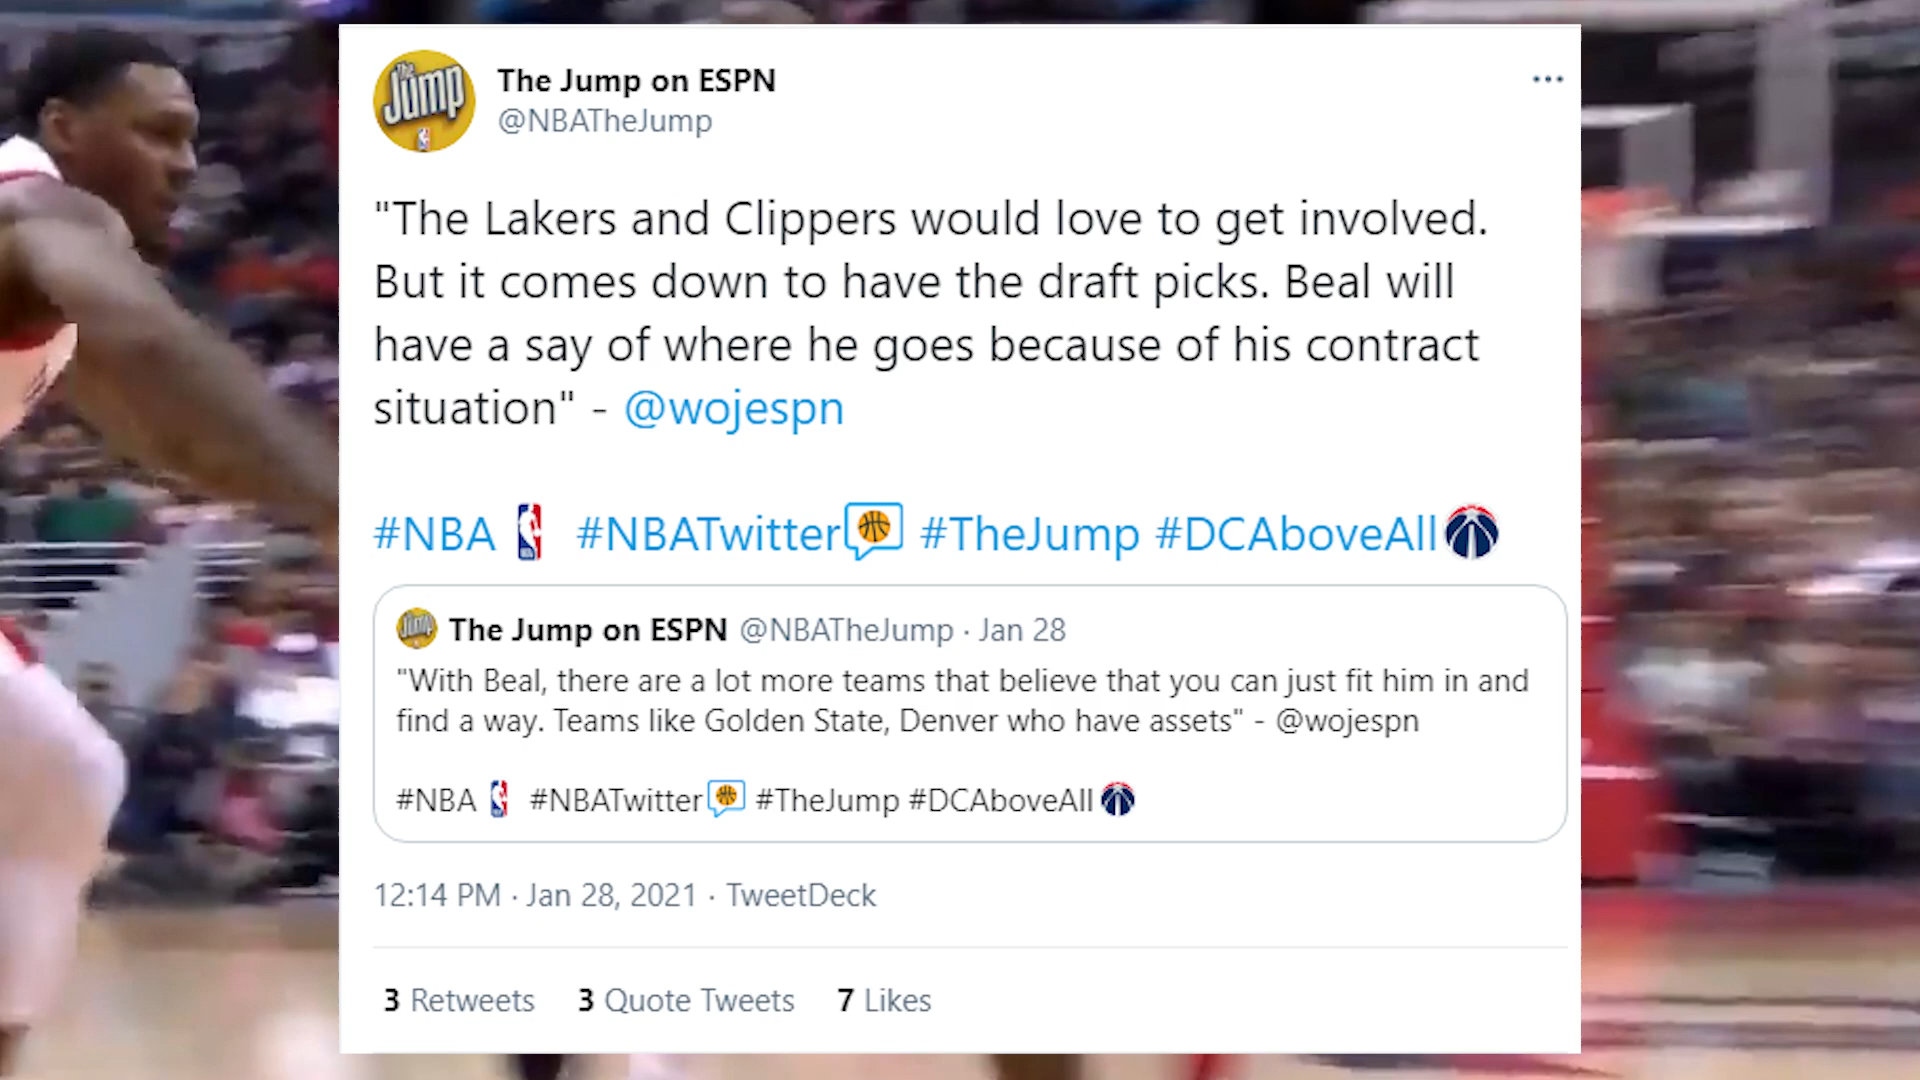 The Jump
The Jump on ESPN
@NBATheJump
"The Lakers and Clippers would love to get involved.
But it comes down to have the draft picks. Beal will
have a say of where he goes because of his contract
situation" - @wojespn
#NBA #NBATwitter #TheJump #DCAboveAll
Jump
The Jump on ESPN @NBATheJump · Jan 28
"With Beal, there are a lot more teams that believe that you can just fit him in and
find a way. Teams like Golden State, Denver who have assets" - @wojespn
#NBA #NBATwitter #TheJump #DCAboveAll
12:14 PM · Jan 28, 2021 · TweetDeck
3 Retweets 3 Quote Tweets 7 Likes